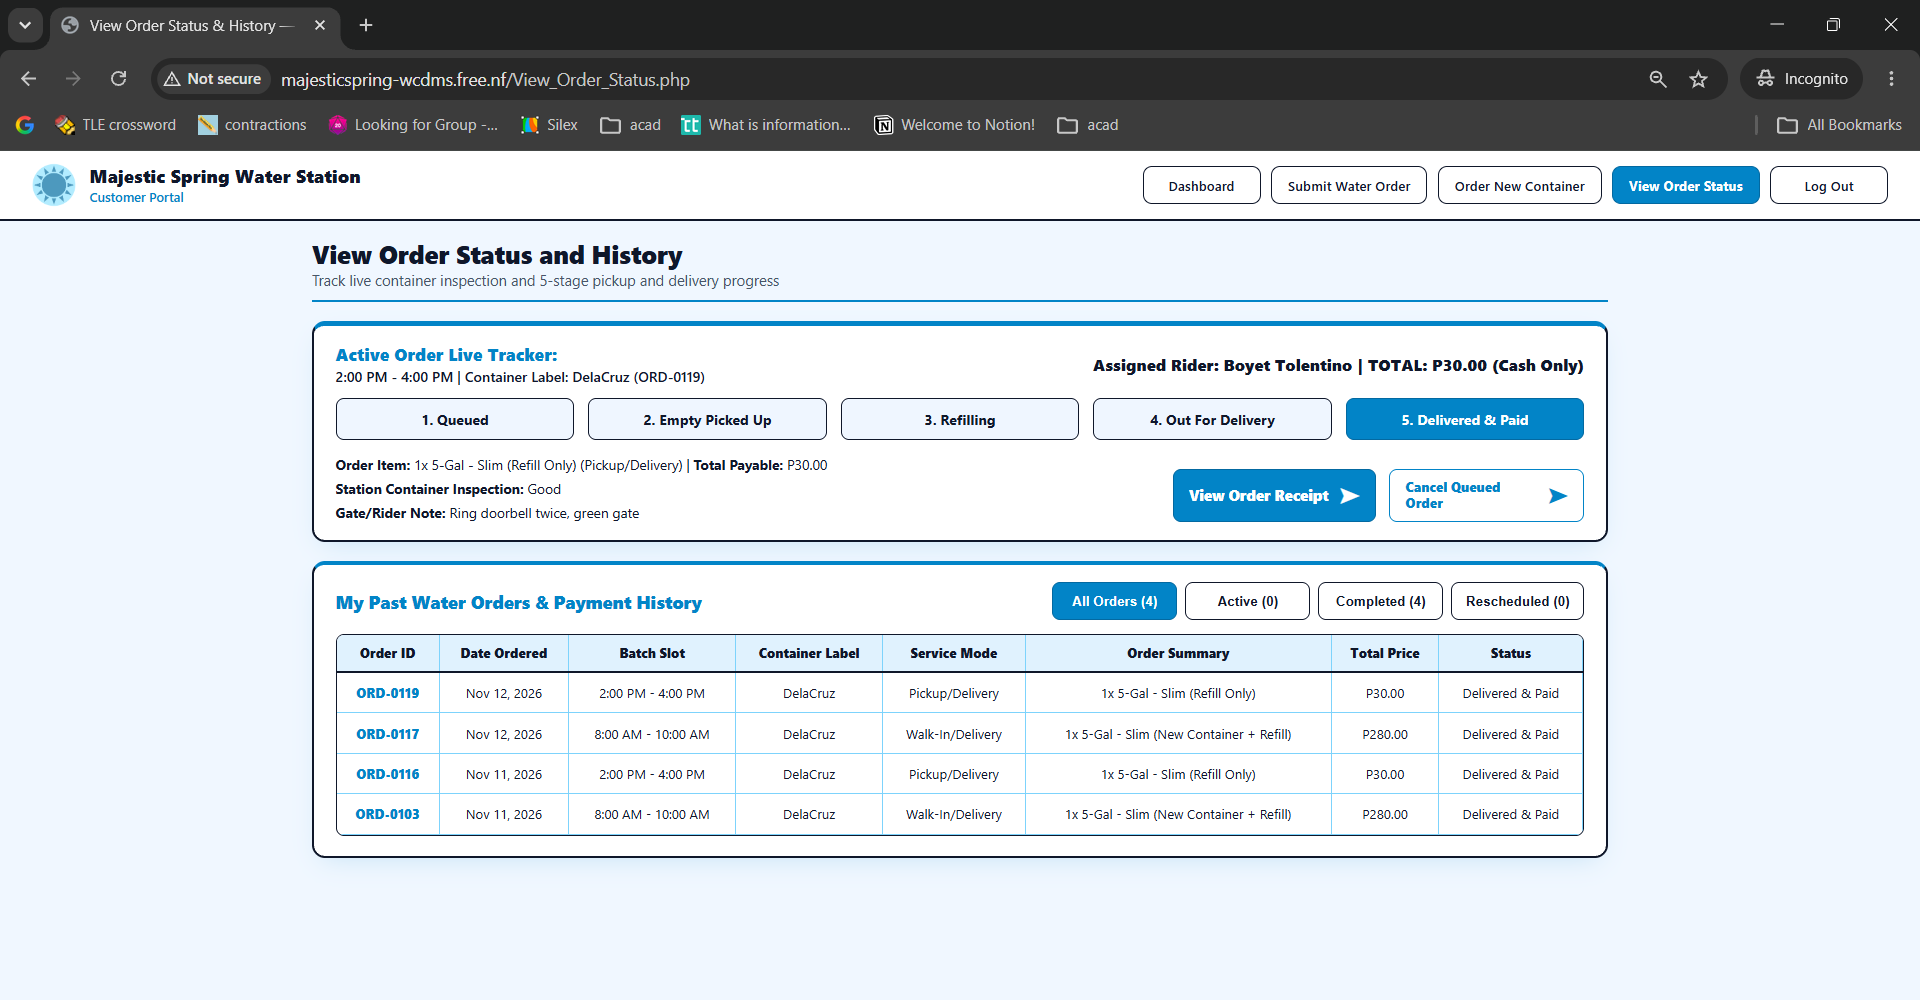 View Order Status & History —
Not secure
majesticspring-wcdms.free.nf/View_Order_Status.php
Incognito
TLE crossword
contractions
Looking for Group -...
Silex
acad
What is information...
Welcome to Notion!
acad
All Bookmarks
Majestic Spring Water Station
Customer Portal
Dashboard
Submit Water Order
Order New Container
View Order Status
Log Out
View Order Status and History
Track live container inspection and 5-stage pickup and delivery progress
Active Order Live Tracker:
2:00 PM - 4:00 PM | Container Label: DelaCruz (ORD-0119)
Assigned Rider: Boyet Tolentino | TOTAL: P30.00 (Cash Only)
1. Queued
2. Empty Picked Up
3. Refilling
4. Out For Delivery
5. Delivered & Paid
Order Item: 1x 5-Gal - Slim (Refill Only) (Pickup/Delivery) | Total Payable: P30.00
Station Container Inspection: Good
Gate/Rider Note: Ring doorbell twice, green gate
View Order Receipt
Cancel Queued
Order
My Past Water Orders & Payment History
All Orders (4)
Active (0)
Completed (4)
Rescheduled (0)
Order ID Date Ordered Batch Slot Container Label Service Mode Order Summary Total Price Status
ORD-0119 Nov 12, 2026 2:00 PM - 4:00 PM DelaCruz Pickup/Delivery 1x 5-Gal - Slim (Refill Only) P30.00 Delivered & Paid
ORD-0117 Nov 12, 2026 8:00 AM - 10:00 AM DelaCruz Walk-In/Delivery 1x 5-Gal - Slim (New Container + Refill) P280.00 Delivered & Paid
ORD-0116 Nov 11, 2026 2:00 PM - 4:00 PM DelaCruz Pickup/Delivery 1x 5-Gal - Slim (Refill Only) P30.00 Delivered & Paid
ORD-0103 Nov 11, 2026 8:00 AM - 10:00 AM DelaCruz Walk-In/Delivery 1x 5-Gal - Slim (New Container + Refill) P280.00 Delivered & Paid